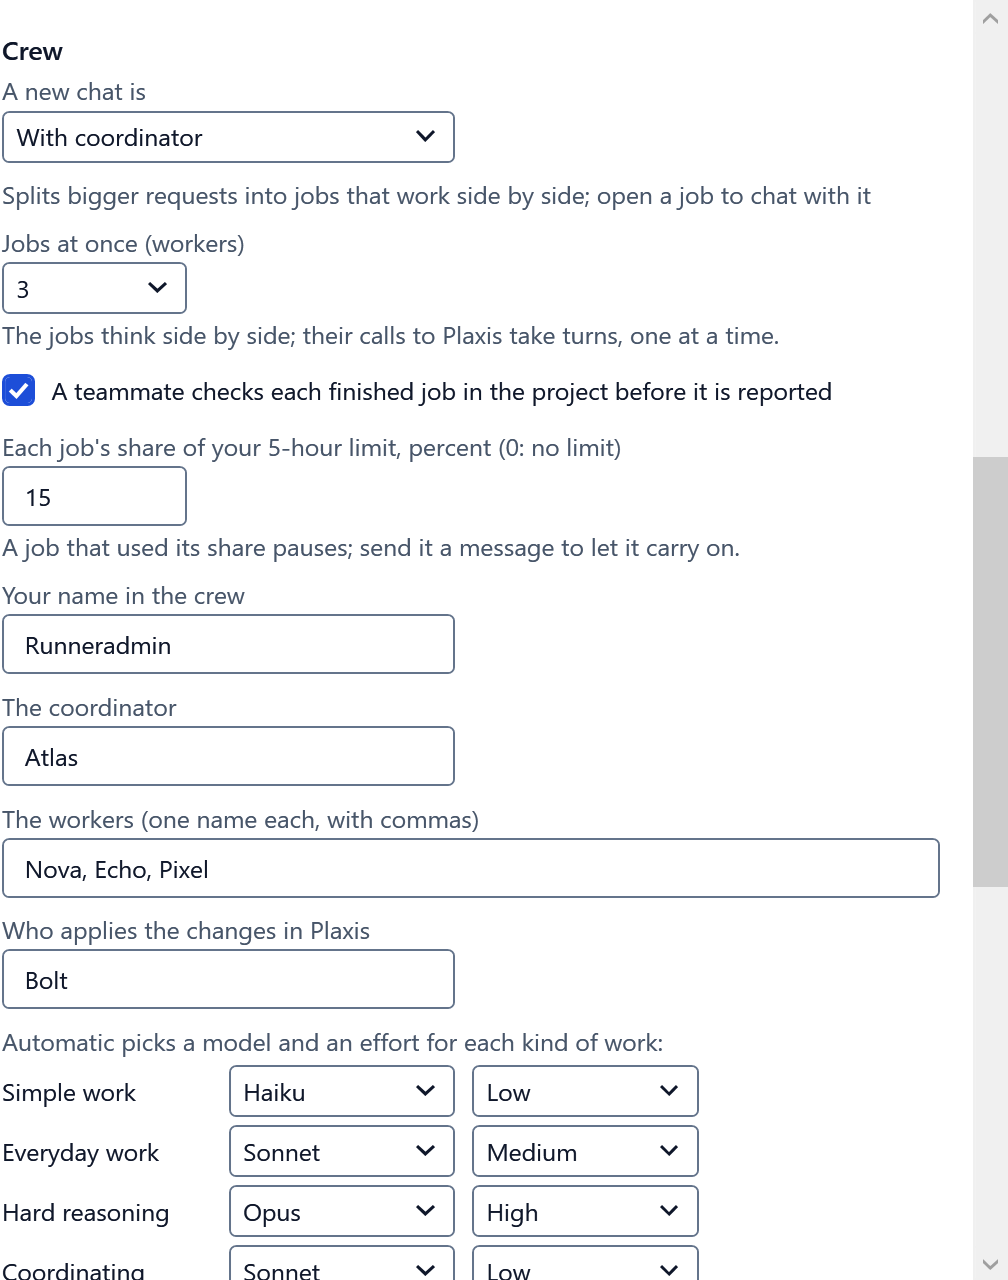 Crew
A new chat is
With coordinator
Splits bigger requests into jobs that work side by side; open a job to chat with it
Jobs at once (workers)
3
The jobs think side by side; their calls to Plaxis take turns, one at a time.
A teammate checks each finished job in the project before it is reported
Each job's share of your 5-hour limit, percent (0: no limit)
15
A job that used its share pauses; send it a message to let it carry on.
Your name in the crew
Runneradmin
The coordinator
Atlas
The workers (one name each, with commas)
Nova, Echo, Pixel
Who applies the changes in Plaxis
Bolt
Automatic picks a model and an effort for each kind of work:
Simple work Haiku Low
Everyday work Sonnet Medium
Hard reasoning Opus High
Coordinating Sonnet Low